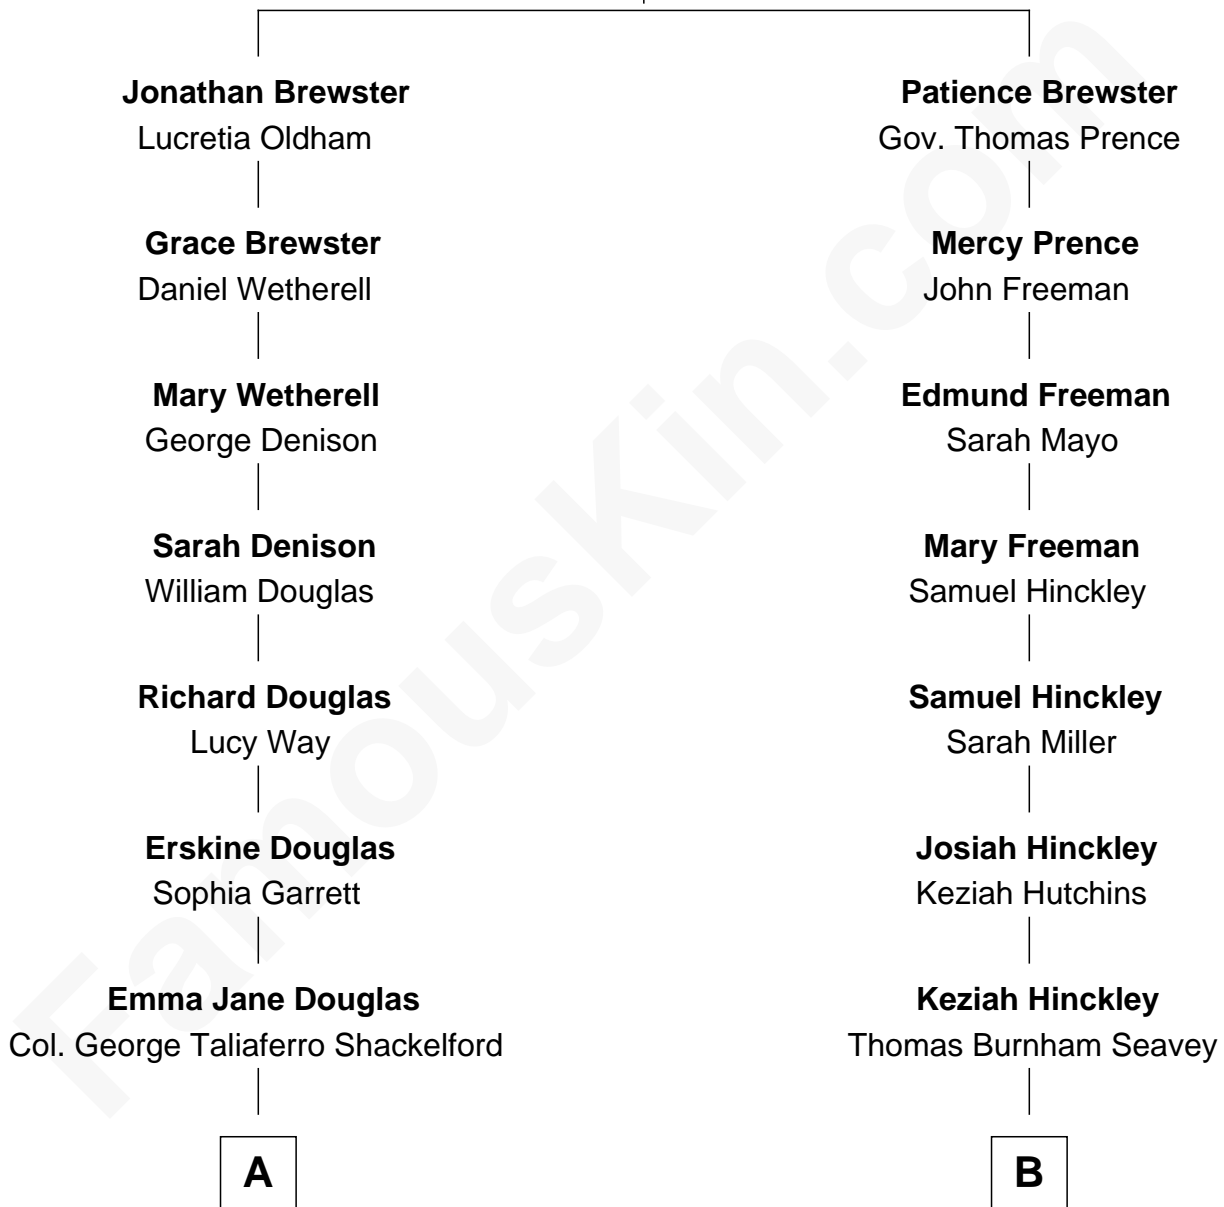 Jonathan Brewster
Lucretia Oldham
Grace Brewster
Daniel Wetherell
Mary Wetherell
George Denison
Sarah Denison
William Douglas
Richard Douglas
Lucy Way
Erskine Douglas
Sophia Garrett
Emma Jane Douglas
Col. George Taliaferro Shackelford
A
Patience Brewster
Gov. Thomas Prence
Mercy Prence
John Freeman
Edmund Freeman
Sarah Mayo
Mary Freeman
Samuel Hinckley
Samuel Hinckley
Sarah Miller
Josiah Hinckley
Keziah Hutchins
Keziah Hinckley
Thomas Burnham Seavey
B
FamousKin.com